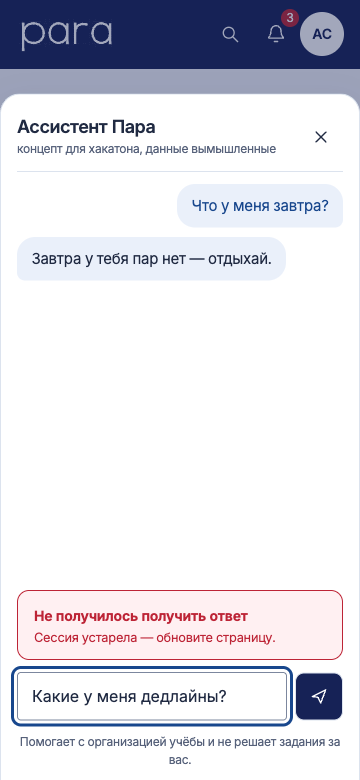 para
3
АС
Ассистент Пара
концепт для хакатона, данные вымышленные
Что у меня завтра?
Завтра у тебя пар нет — отдыхай.
Не получилось получить ответ
Сессия устарела — обновите страницу.
Какие у меня дедлайны?
Помогает с организацией учёбы и не решает задания за
вас.